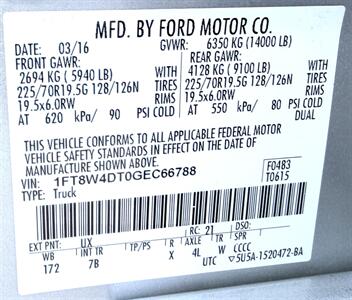 MFD. BY FORD MOTOR CO.
DATE: 03/16 GVWR: 6350 KG (14000 LB)
FRONT GAWR: REAR GAWR:
2694 KG ( 5940 LB) 4128 KG ( 9100 LB)
225/70R19.5G 128/126N TIRES 225/70R19.5G 128/126N TIRES
19.5x6.0RW RIMS 19.5x6.0RW RIMS
AT 620 kPa/ 90 PSI COLD AT 550 kPa/ 80 PSI COLD
DUAL
THIS VEHICLE CONFORMS TO ALL APPLICABLE FEDERAL MOTOR
VEHICLE SAFETY STANDARDS IN EFFECT ON THE DATE OF
MANUFACTURE SHOWN ABOVE.
VIN: 1FT8W4DT0GEC66788 F0483
TYPE: Truck T0615
EXT PNT: UX RC: 21
WB TP/PS R AXLE TR SPR
172 7B X 4L W CCCC
UTC 5U5A-1520472-BA